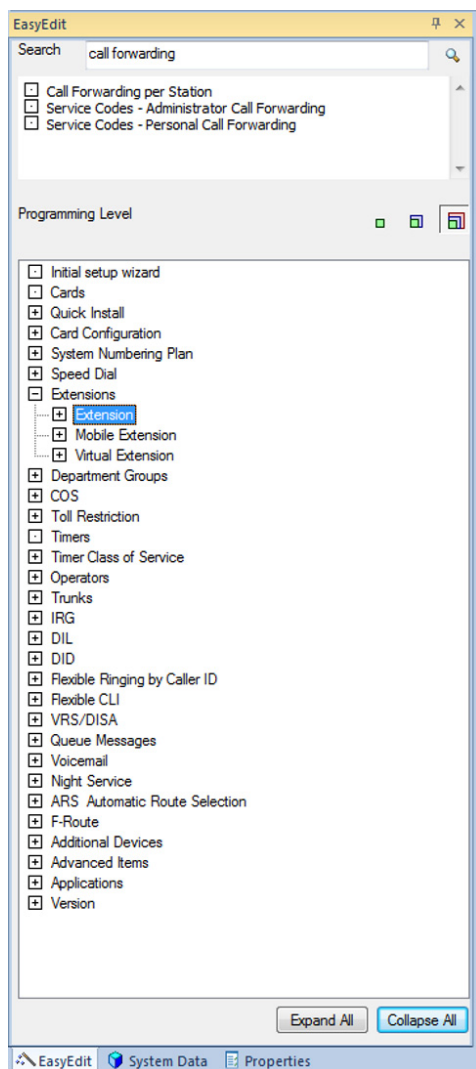 EasyEdit
Search call forwarding
Call Forwarding per Station
Service Codes - Administrator Call Forwarding
Service Codes - Personal Call Forwarding
Programming Level
Initial setup wizard
Cards
Quick Install
Card Configuration
System Numbering Plan
Speed Dial
Extensions
Extension
Mobile Extension
Virtual Extension
Department Groups
COS
Toll Restriction
Timers
Timer Class of Service
Operators
Trunks
IRG
DIL
DID
Flexible Ringing by Caller ID
Flexible CLI
VRS/DISA
Queue Messages
Voicemail
Night Service
ARS Automatic Route Selection
F-Route
Additional Devices
Advanced Items
Applications
Version
Expand All Collapse All
EasyEdit System Data Properties